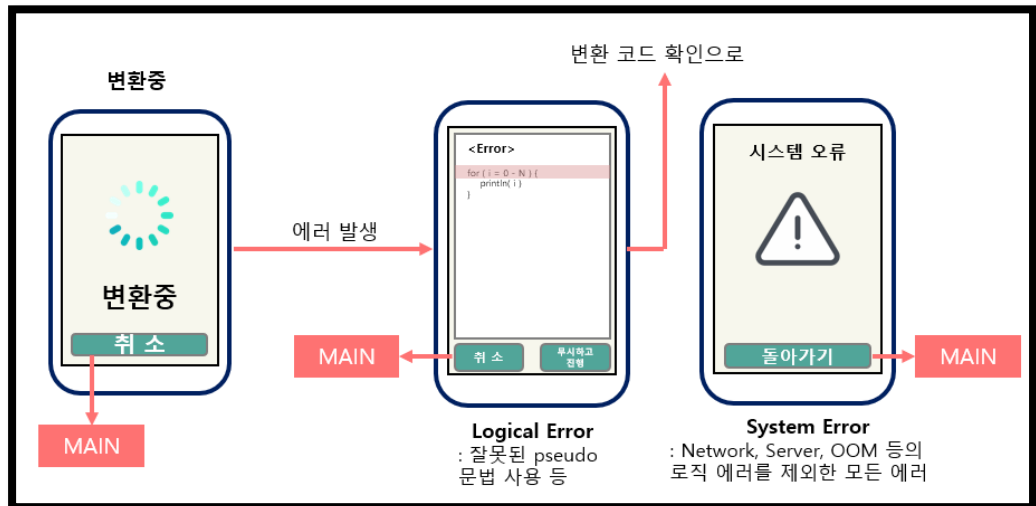 변환중
변환중
취 소
MAIN
에러 발생
<Error>
for ( i = 0 - N ) {
println( i )
}
취 소
무시하고
진행
MAIN
변환 코드 확인으로
Logical Error
: 잘못된 pseudo
문법 사용 등
시스템 오류
!
돌아가기
MAIN
System Error
: Network, Server, OOM 등의
로직 에러를 제외한 모든 에러